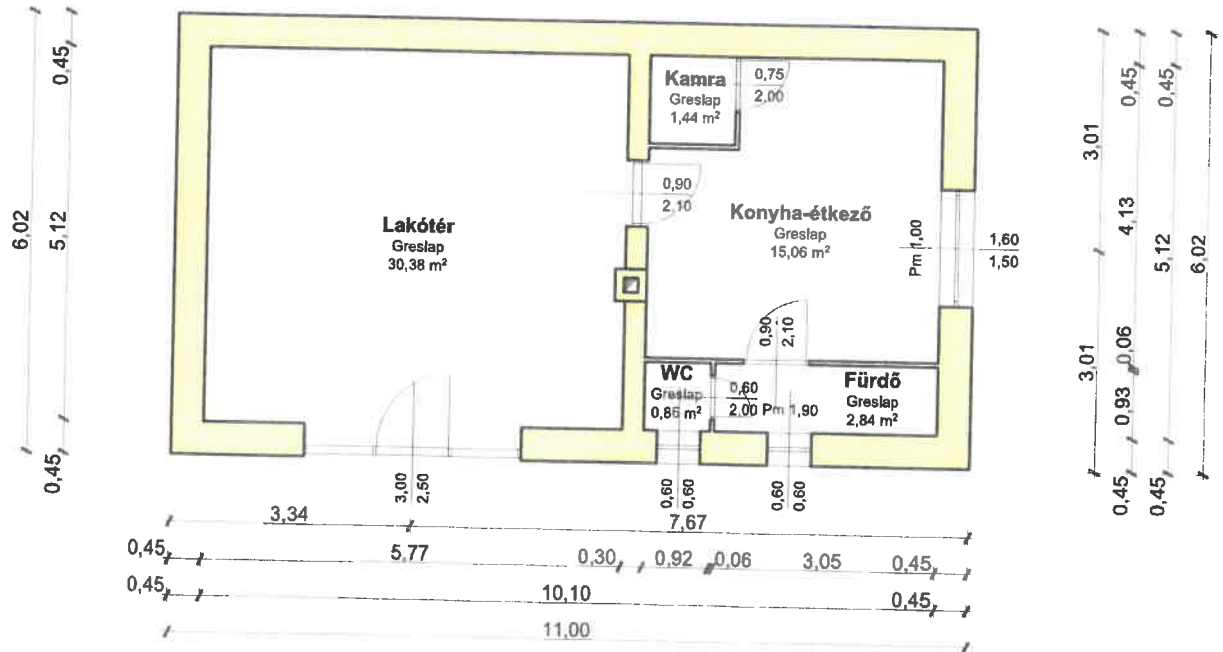 0,45
5,12
6,02
0,45
Kamra
Greslap
1,44 m²
0,75
2,00
0,90
2,10
Lakótér
Greslap
30,38 m²
Konyha-étkező
Greslap
15,06 m²
Pm 1,00
1,60
1,50
0,90
2,10
WC
Greslap
0,86 m²
0,60
2,00
Pm 1,90
Fürdő
Greslap
2,84 m²
3,00
2,50
0,60
0,60
0,60
0,60
3,01
3,01
0,45
4,13
0,06
0,93
0,45
0,45
5,12
0,45
6,02
3,34
7,67
0,45
5,77
0,30
0,92
0,06
3,05
0,45
0,45
10,10
0,45
11,00